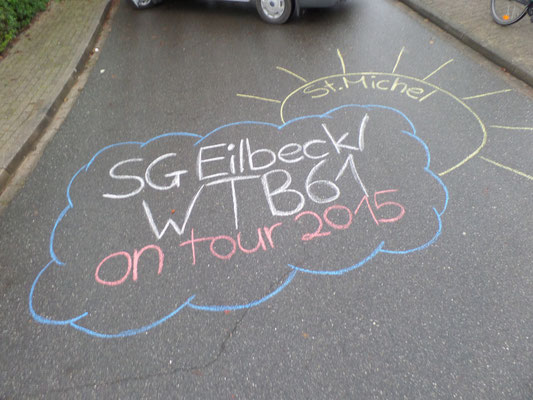 St. Michel
SG Eilbeck/
WTB61
on tour 2015